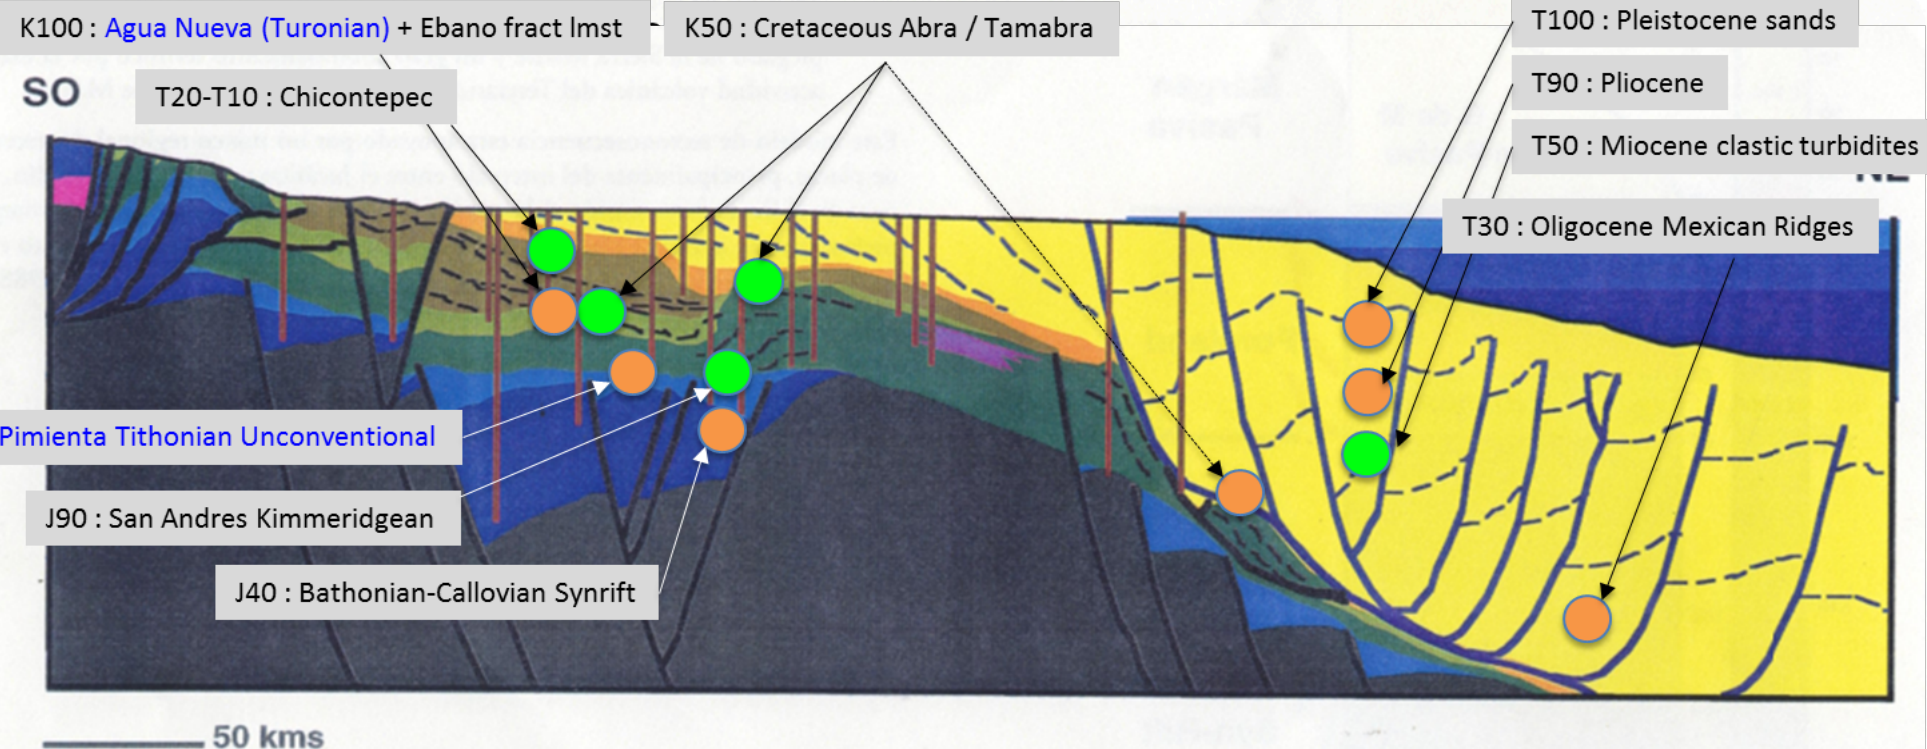 K100 : Agua Nueva (Turonian) + Ebano fract lmst
K50 : Cretaceous Abra / Tamabra
T100 : Pleistocene sands
SO
T20-T10 : Chicontepec
T90 : Pliocene
T50 : Miocene clastic turbidites
T30 : Oligocene Mexican Ridges
Pimienta Tithonian Unconventional
J90 : San Andres Kimmeridgean
J40 : Bathonian-Callovian Synrift
50 kms